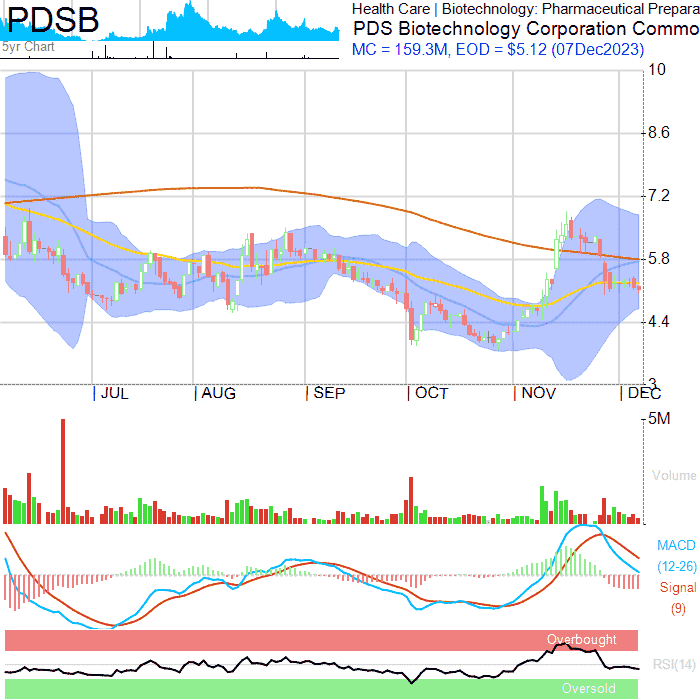 PDSB
Health Care | Biotechnology: Pharmaceutical Prepara
PDS Biotechnology Corporation Commo
5yr Chart
MC = 159.3M, EOD = $5.12 (07Dec2023)
10
8.6
7.2
5.8
4.4
3
JUL AUG SEP OCT NOV DEC
5M
Volume
MACD
(12-26)
Signal
(9)
Overbought
RSI(14)
Oversold